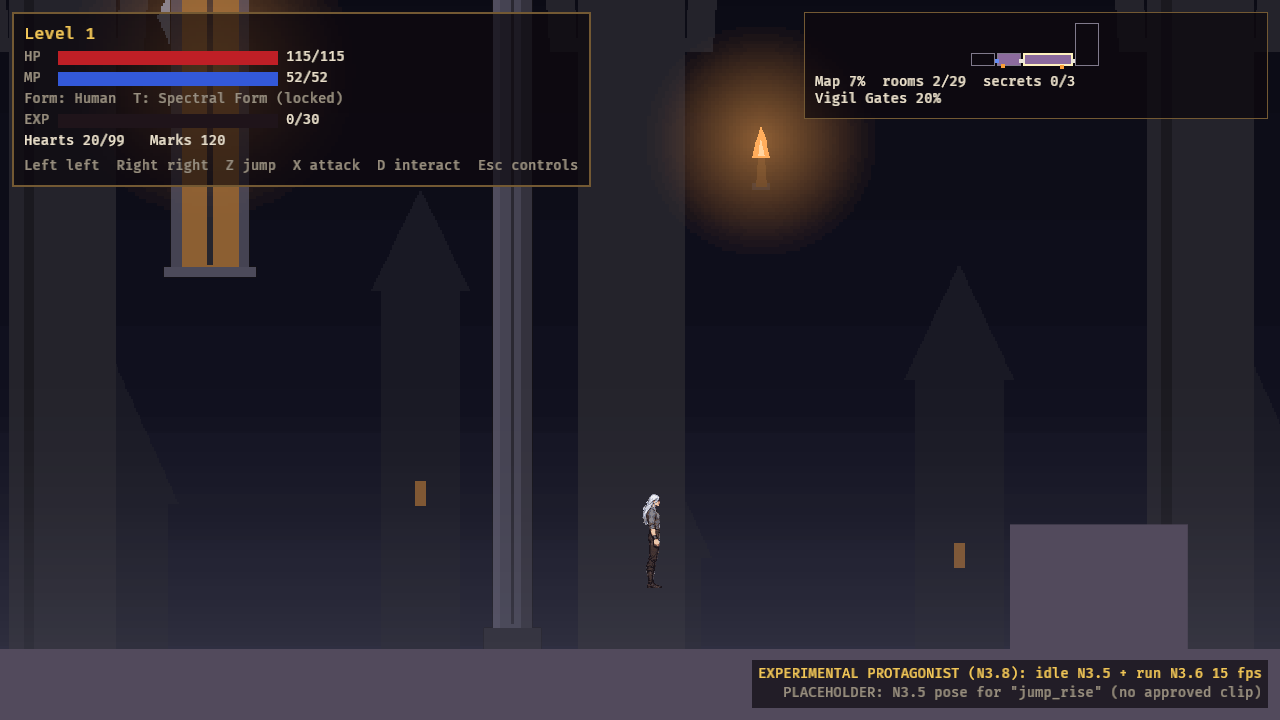 Level 1
HP 115/115
MP 52/52
Form: Human  T: Spectral Form (locked)
EXP 0/30
Hearts 20/99  Marks 120
Left left  Right right  Z jump  X attack  D interact  Esc controls
Map 7%  rooms 2/29  secrets 0/3
Vigil Gates 20%
EXPERIMENTAL PROTAGONIST (N3.8): idle N3.5 + run N3.6 15 fps
PLACEHOLDER: N3.5 pose for "jump_rise" (no approved clip)